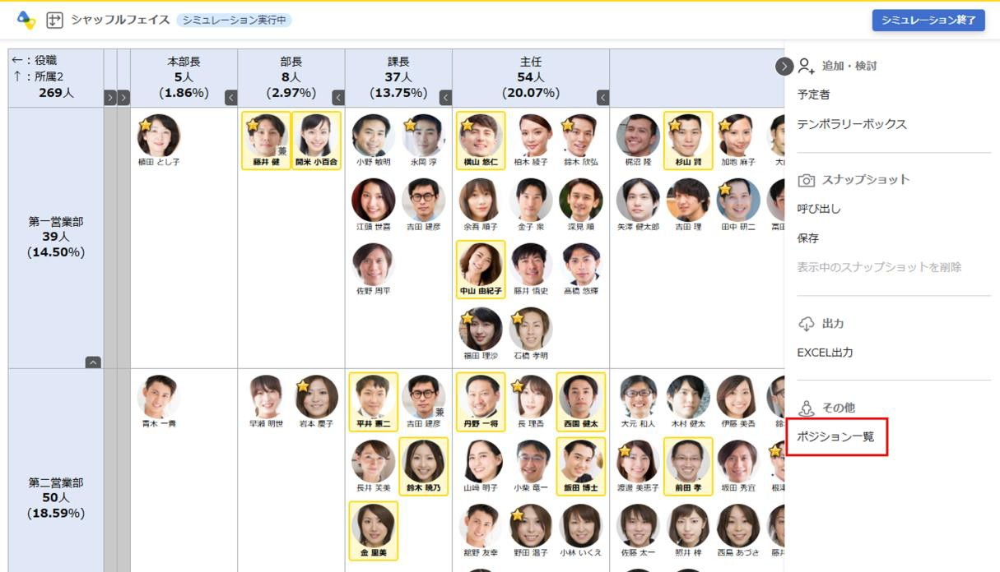 シャッフルフェイス シミュレーション実行中 シミュレーション終了
←：役職
↑：所属2
269人
本部長
5人
(1.86%)
部長
8人
(2.97%)
課長
37人
(13.75%)
主任
54人
(20.07%)
第一営業部
39人
(14.50%)
植田 とし子
藤井 健 兼
開米 小百合
小野 敏明
永岡 淳
横山 悠仁
柏木 綾子
鈴木 欣弘
梶沼 隆
杉山 賢
加地 麻子
江頭 世喜
吉田 建彦
余吾 順子
金子 衆
深見 順
矢澤 健太郎
吉田 理
田中 研二
冨田
佐野 周平
中山 由紀子
藤井 悟史
高橋 悠輝
福田 理沙
石橋 孝明
第二営業部
50人
(18.59%)
青木 一貴
早瀬 明世
岩本 慶子
平井 憲二
吉田 建彦 兼
丹野 一将
長 理香
西園 健太
大元 和人
木村 健太
伊藤 美香
長井 笑美
鈴木 暁乃
山﨑 明子
小柴 竜一
飯田 博士
渡邊 美恵子
前田 孝
坂田 秀宜
根津
金 里美
舘野 友幸
野田 温子
小林 いくえ
佐藤 太一
照井 梓
西島 あづさ
藤井
追加・検討
予定者
テンポラリーボックス
スナップショット
呼び出し
保存
表示中のスナップショットを削除
出力
EXCEL出力
その他
ポジション一覧